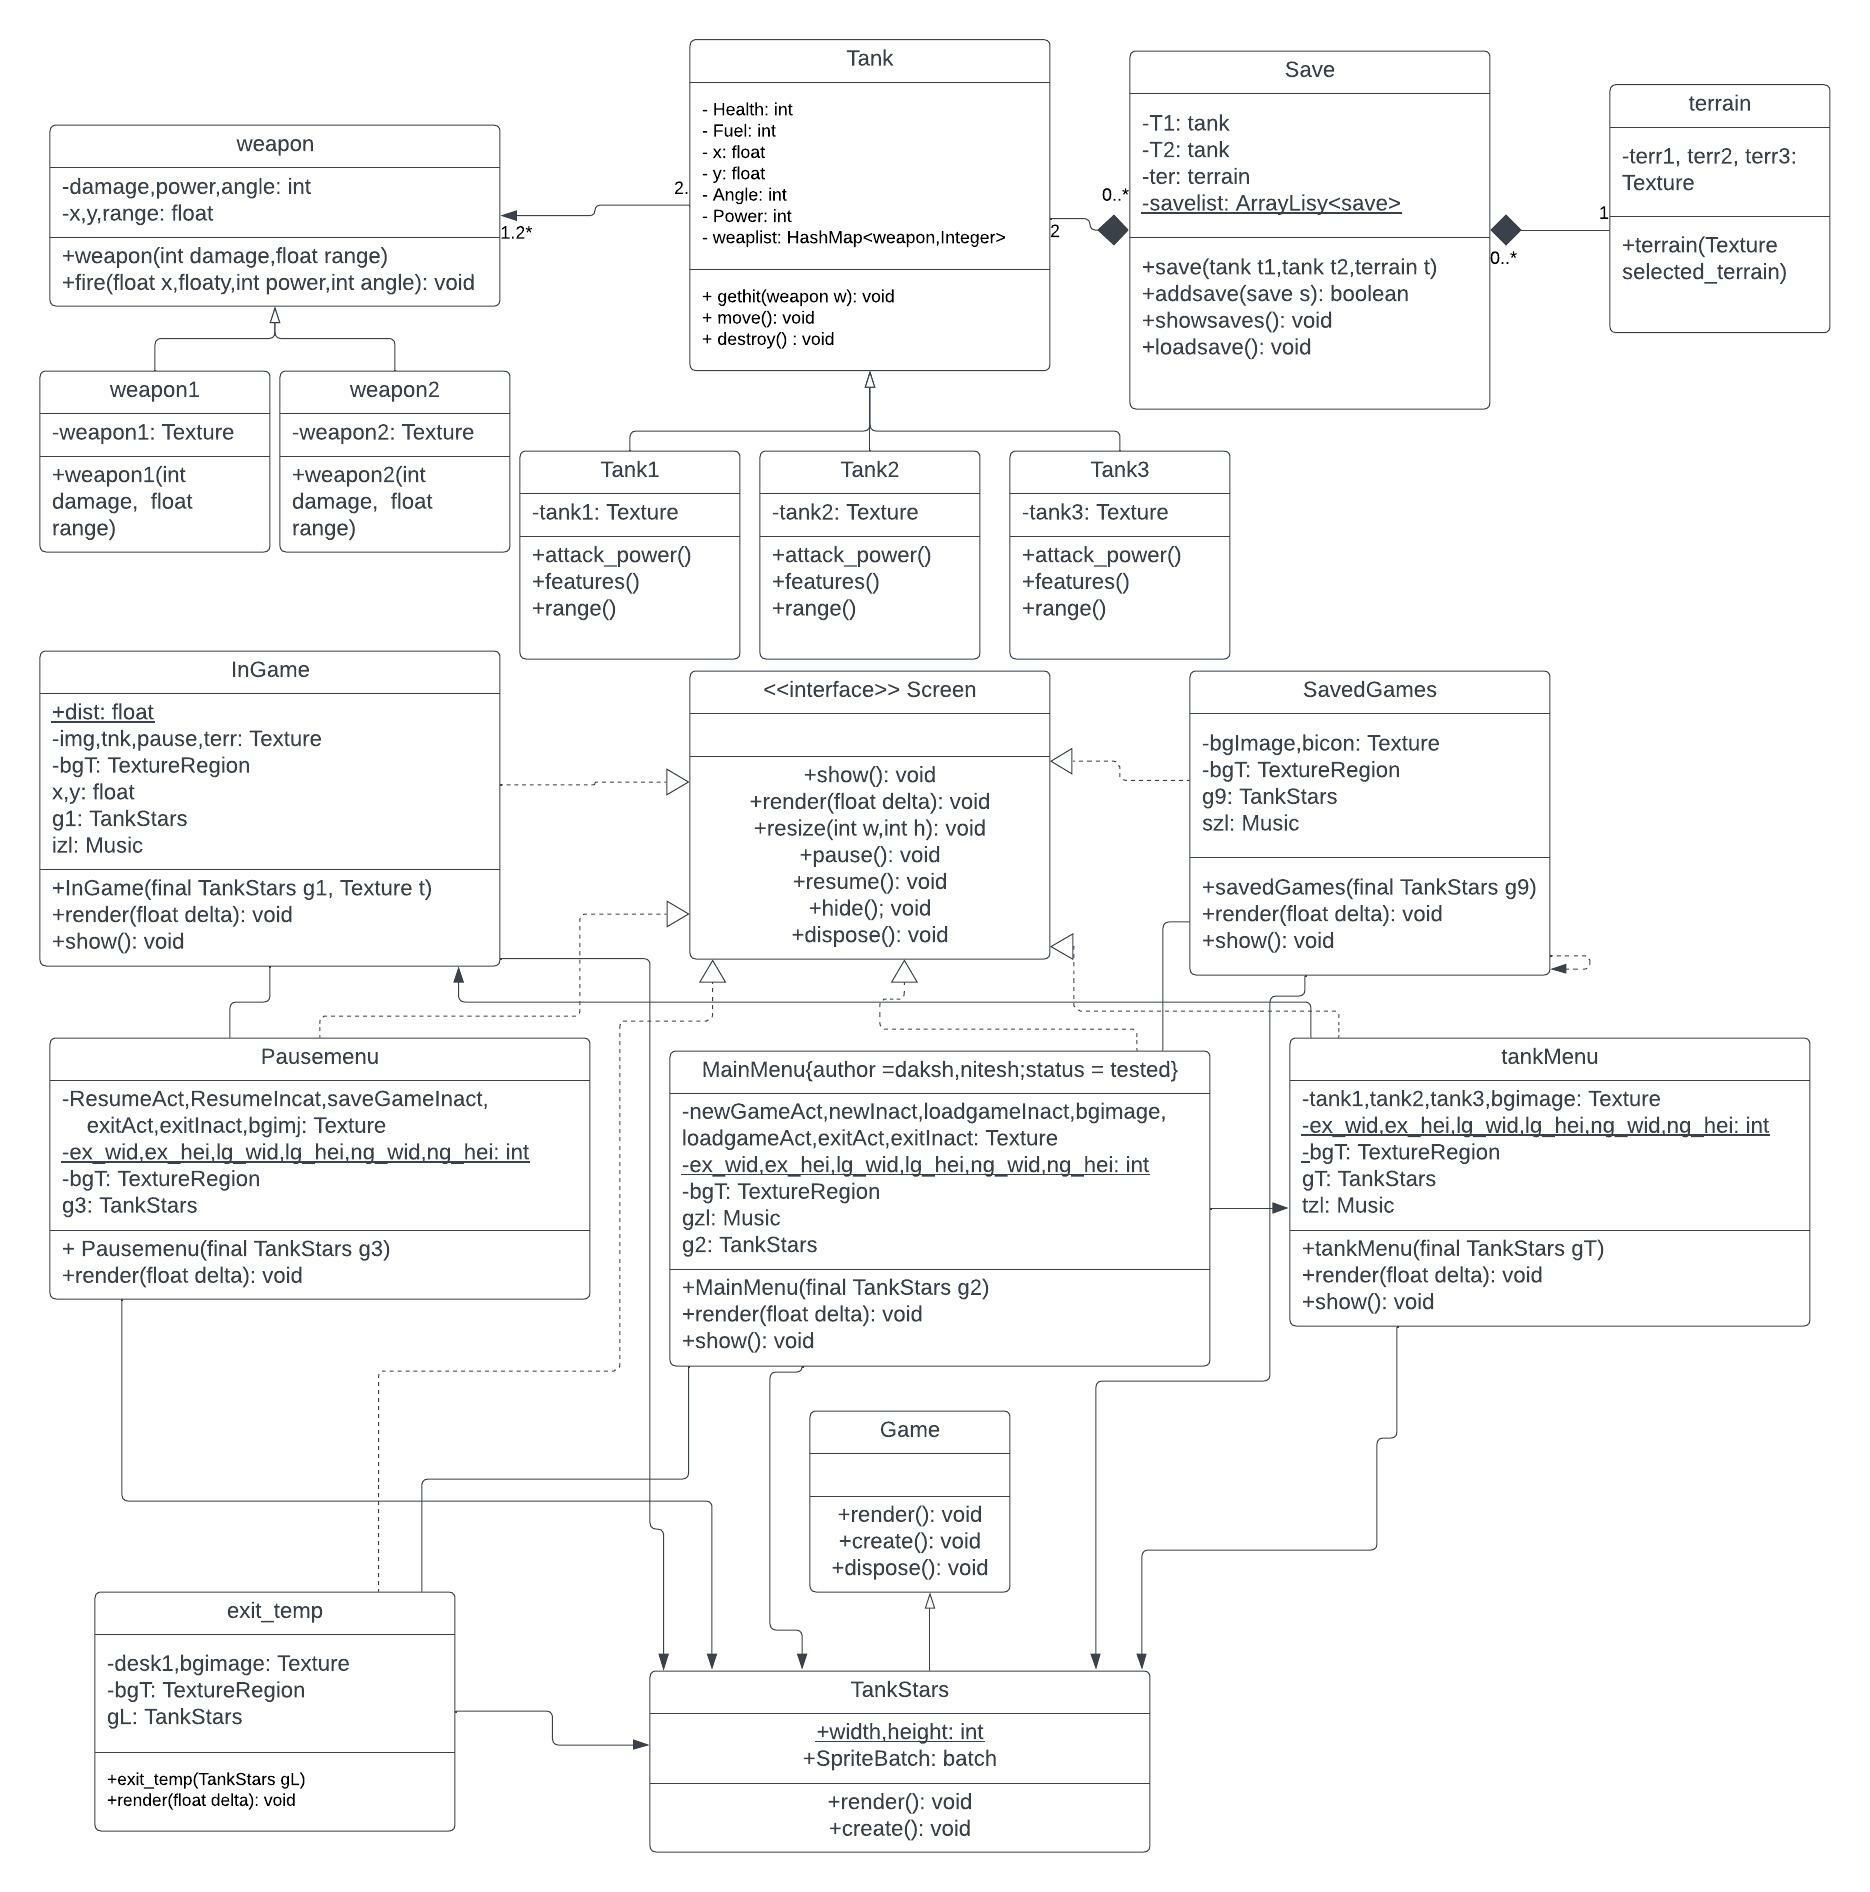 Tank
- Health: int
- Fuel: int
- x: float
- y: float
- Angle: int
- Power: int
- weaplist: HashMap<weapon,Integer>
+ gethit(weapon w): void
+ move(): void
+ destroy() : void
Save
-T1: tank
-T2: tank
-ter: terrain
-savelist: ArrayLisy<save>
+save(tank t1,tank t2,terrain t)
+addsave(save s): boolean
+showsaves(): void
+loadsave(): void
terrain
-terr1, terr2, terr3:
Texture
+terrain(Texture
selected_terrain)
weapon
-damage,power,angle: int
-x,y,range: float
+weapon(int damage,float range)
+fire(float x,floaty,int power,int angle): void
2.
1.2*
0..*
2
1
0..*
weapon1
-weapon1: Texture
+weapon1(int
damage,  float
range)
weapon2
-weapon2: Texture
+weapon2(int
damage,  float
range)
Tank1
-tank1: Texture
+attack_power()
+features()
+range()
Tank2
-tank2: Texture
+attack_power()
+features()
+range()
Tank3
-tank3: Texture
+attack_power()
+features()
+range()
InGame
+dist: float
-img,tnk,pause,terr: Texture
-bgT: TextureRegion
x,y: float
g1: TankStars
izl: Music
+InGame(final TankStars g1, Texture t)
+render(float delta): void
+show(): void
<<interface>> Screen
+show(): void
+render(float delta): void
+resize(int w,int h): void
+pause(): void
+resume(): void
+hide(); void
+dispose(): void
SavedGames
-bgImage,bicon: Texture
-bgT: TextureRegion
g9: TankStars
szl: Music
+savedGames(final TankStars g9)
+render(float delta): void
+show(): void
Pausemenu
-ResumeAct,ResumeIncat,saveGameInact,
exitAct,exitInact,bgimj: Texture
-ex_wid,ex_hei,lg_wid,lg_hei,ng_wid,ng_hei: int
-bgT: TextureRegion
g3: TankStars
+ Pausemenu(final TankStars g3)
+render(float delta): void
MainMenu{author =daksh,nitesh;status = tested}
-newGameAct,newInact,loadgameInact,bgimage,
loadgameAct,exitAct,exitInact: Texture
-ex_wid,ex_hei,lg_wid,lg_hei,ng_wid,ng_hei: int
-bgT: TextureRegion
gzl: Music
g2: TankStars
+MainMenu(final TankStars g2)
+render(float delta): void
+show(): void
tankMenu
-tank1,tank2,tank3,bgimage: Texture
-ex_wid,ex_hei,lg_wid,lg_hei,ng_wid,ng_hei: int
-bgT: TextureRegion
gT: TankStars
tzl: Music
+tankMenu(final TankStars gT)
+render(float delta): void
+show(): void
Game
+render(): void
+create(): void
+dispose(): void
exit_temp
-desk1,bgimage: Texture
-bgT: TextureRegion
gL: TankStars
+exit_temp(TankStars gL)
+render(float delta): void
TankStars
+width,height: int
+SpriteBatch: batch
+render(): void
+create(): void